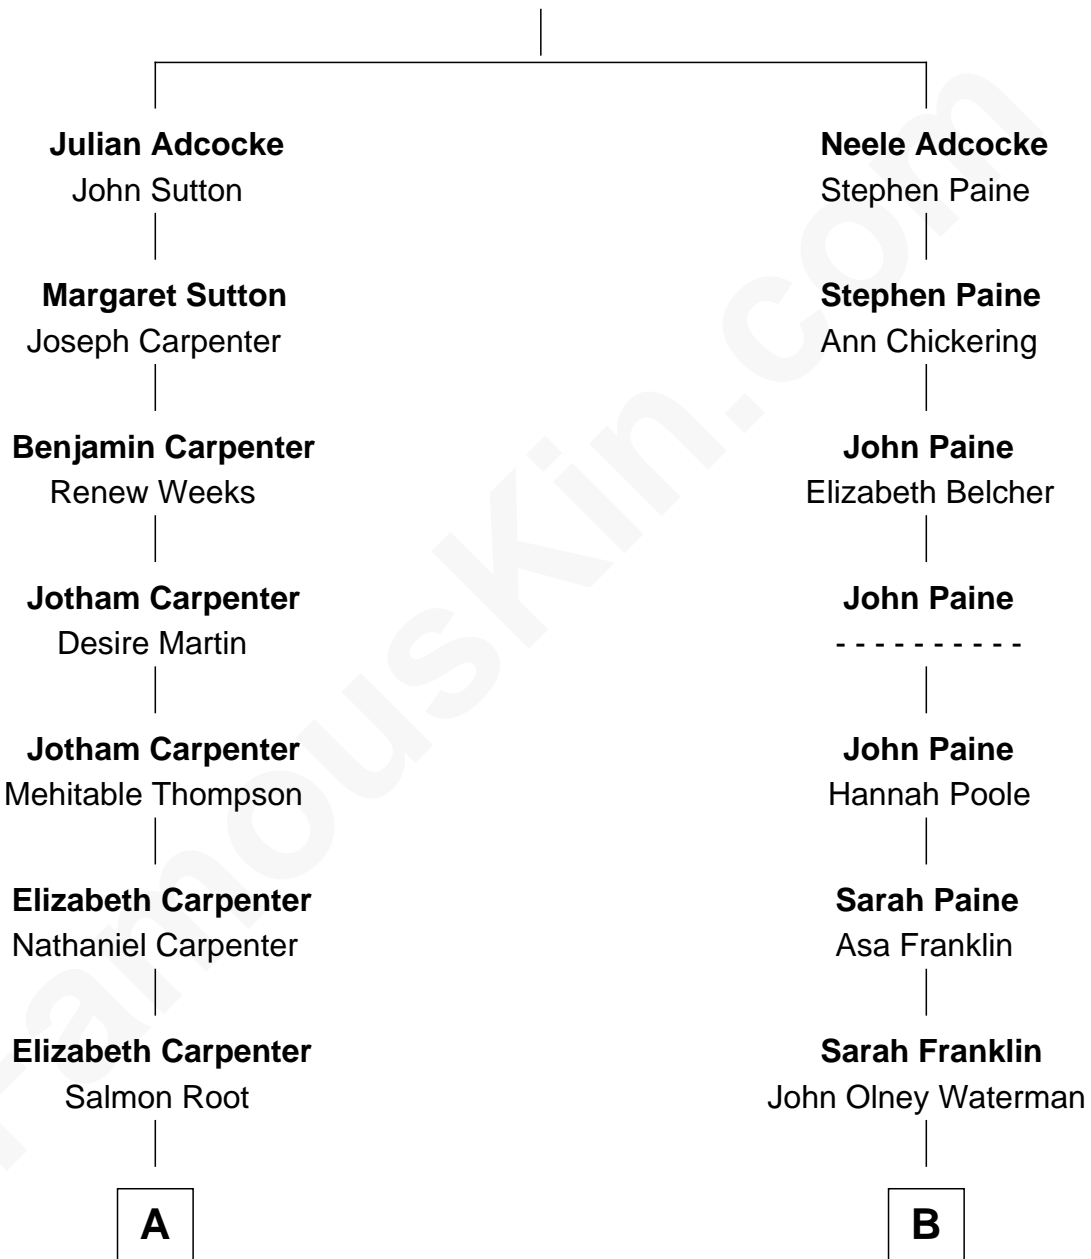 Julian Adcocke
John Sutton
Margaret Sutton
Joseph Carpenter
Benjamin Carpenter
Renew Weeks
Jotham Carpenter
Desire Martin
Jotham Carpenter
Mehitable Thompson
Elizabeth Carpenter
Nathaniel Carpenter
Elizabeth Carpenter
Salmon Root
A
Neele Adcocke
Stephen Paine
Stephen Paine
Ann Chickering
John Paine
Elizabeth Belcher
John Paine
- - - - - - - - - -
John Paine
Hannah Poole
Sarah Paine
Asa Franklin
Sarah Franklin
John Olney Waterman
B
FamousKin.com